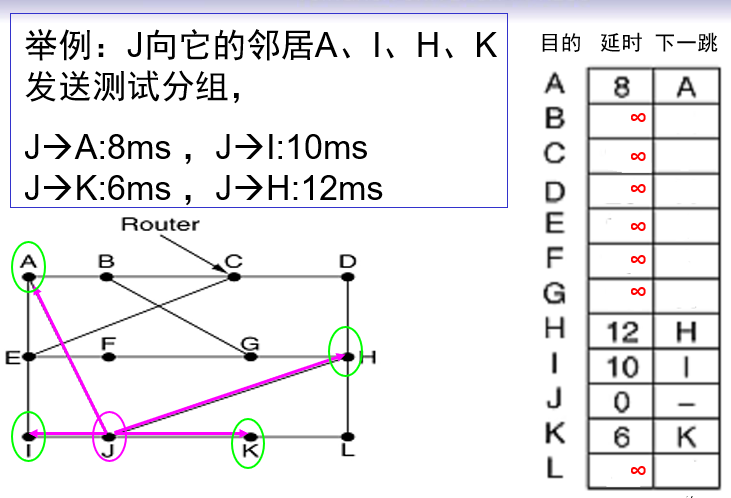 举例：J向它的邻居A、I、H、K
发送测试分组，
J→A:8ms ，J→I:10ms
J→K:6ms ，J→H:12ms
Router
A B C D
E F G H
I J K L
目的 延时 下一跳
A 8 A
B ∞
C ∞
D ∞
E ∞
F ∞
G ∞
H 12 H
I 10 I
J 0 –
K 6 K
L ∞